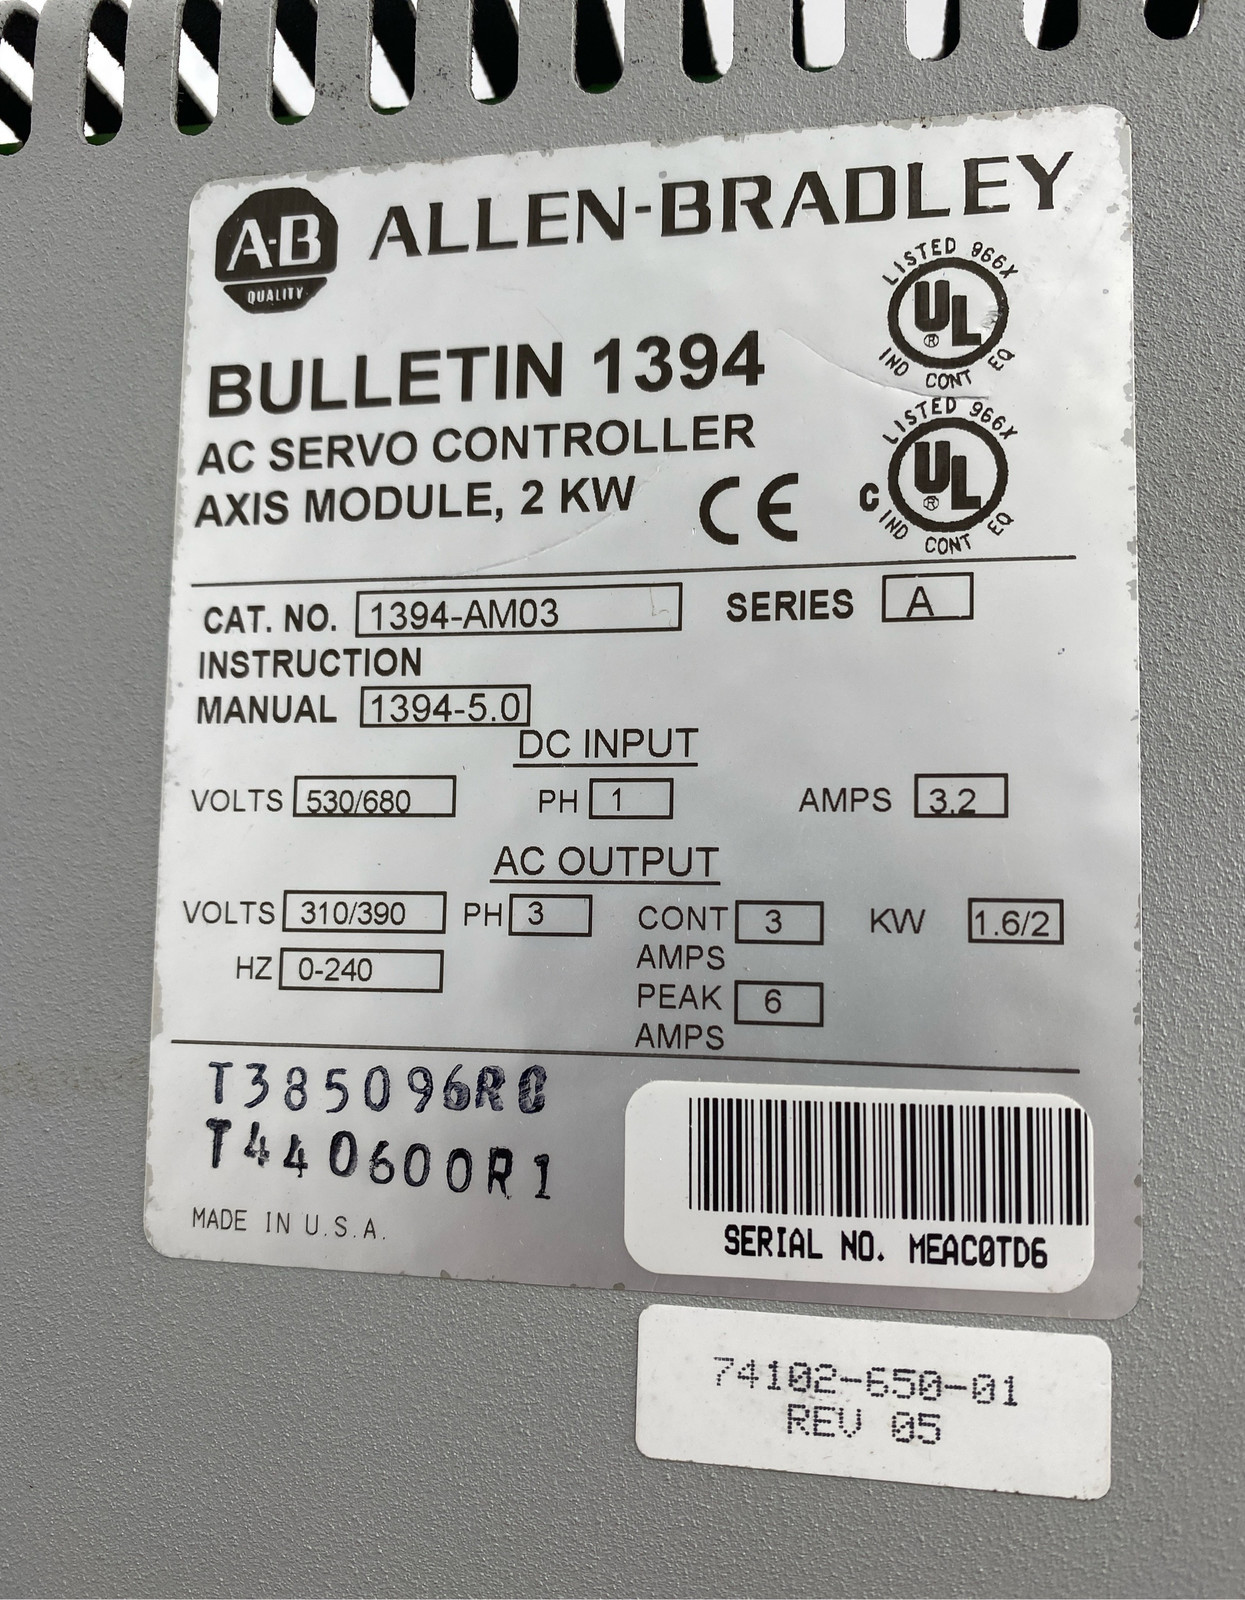 A-B
QUALITY
ALLEN-BRADLEY
LISTED 966X
UL
®
IND CONT EQ
BULLETIN 1394
AC SERVO CONTROLLER
AXIS MODULE, 2 KW
CE
LISTED 966X
C UL
®
IND CONT EQ
CAT. NO. 1394-AM03 SERIES A
INSTRUCTION
MANUAL 1394-5.0
DC INPUT
VOLTS 530/680 PH 1 AMPS 3.2
AC OUTPUT
VOLTS 310/390 PH 3 CONT AMPS 3 KW 1.6/2
HZ 0-240 PEAK AMPS 6
T385096R0
T440600R1
MADE IN U.S.A.
SERIAL NO. MEAC0TD6
74102-650-01
REV 05